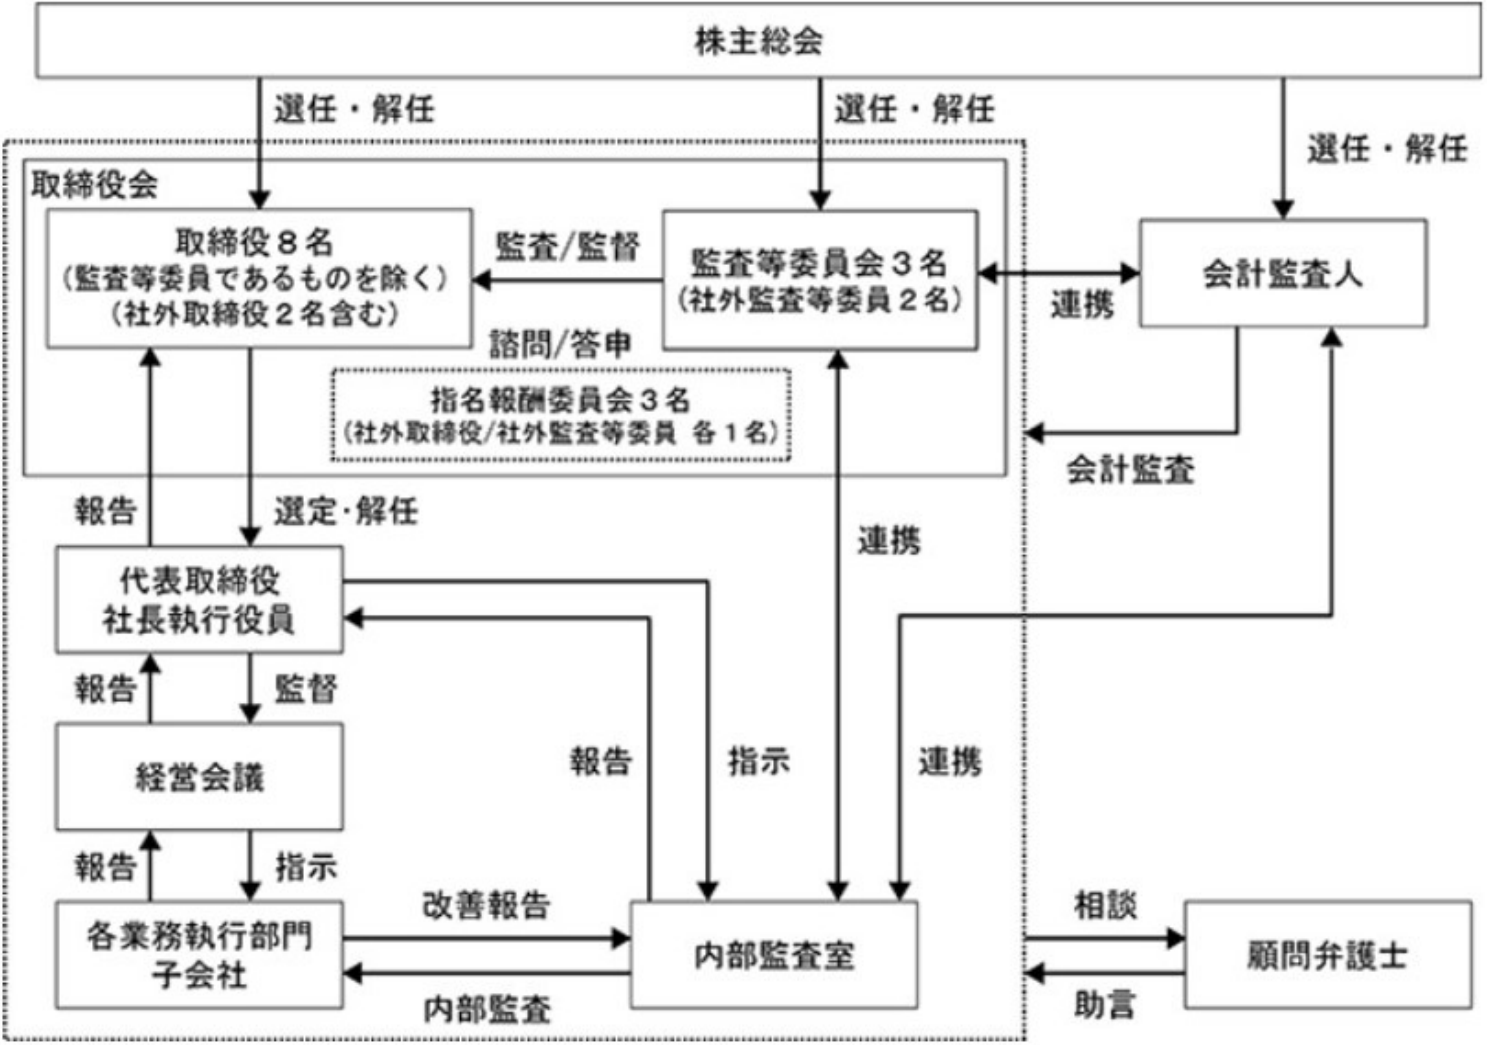 株主総会
選任・解任
選任・解任
選任・解任
取締役会
取締役８名
(監査等委員であるものを除く)
(社外取締役２名含む)
監査/監督
監査等委員会３名
(社外監査等委員２名)
連携
会計監査人
諮問/答申
指名報酬委員会３名
(社外取締役/社外監査等委員 各１名)
会計監査
報告
選定・解任
連携
代表取締役
社長執行役員
報告
監督
経営会議
報告
指示
連携
報告
指示
各業務執行部門
子会社
改善報告
内部監査
内部監査室
相談
助言
顧問弁護士